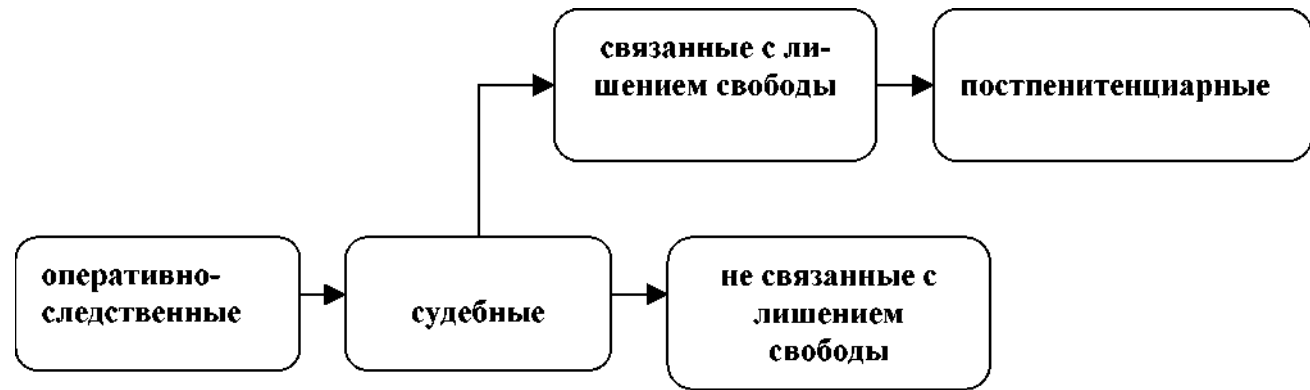 связанные с ли-
шением свободы
постпенитенциарные
оперативно-
следственные
судебные
не связанные с
лишением
свободы